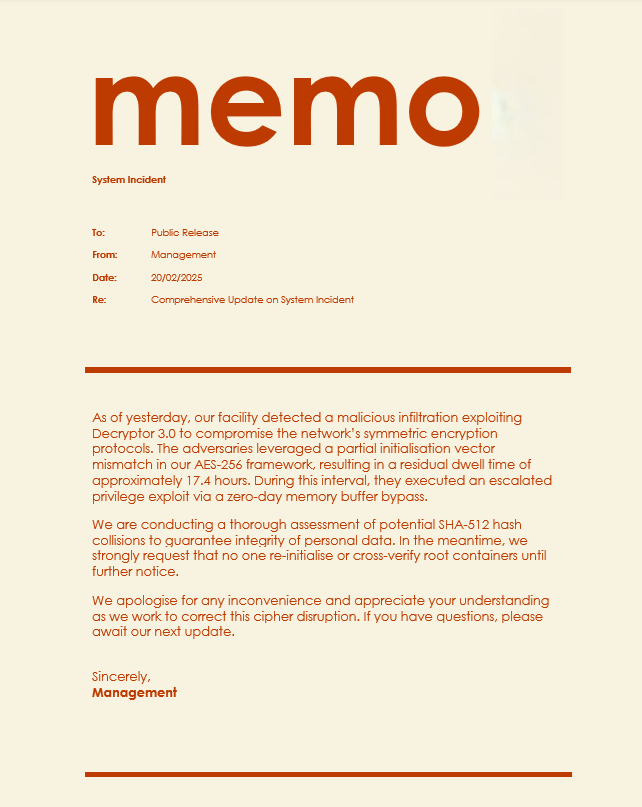 memo
System Incident
To: Public Release
From: Management
Date: 20/02/2025
Re: Comprehensive Update on System Incident
As of yesterday, our facility detected a malicious infiltration exploiting
Decryptor 3.0 to compromise the network's symmetric encryption
protocols. The adversaries leveraged a partial initialisation vector
mismatch in our AES-256 framework, resulting in a residual dwell time of
approximately 17.4 hours. During this interval, they executed an escalated
privilege exploit via a zero-day memory buffer bypass.
We are conducting a thorough assessment of potential SHA-512 hash
collisions to guarantee integrity of personal data. In the meantime, we
strongly request that no one re-initialise or cross-verify root containers until
further notice.
We apologise for any inconvenience and appreciate your understanding
as we work to correct this cipher disruption. If you have questions, please
await our next update.
Sincerely,
Management